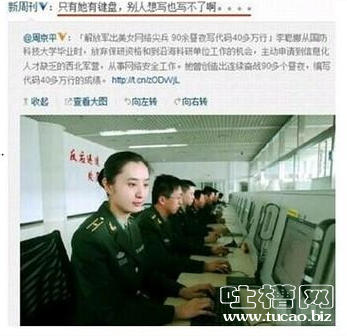 新周刊V：只有她有键盘，别人想写也写不了啊。。。。
@周京平V：「解放军出美女网络尖兵 90余昼夜写代码40多万行」李聪娜从国防
科技大学毕业时，放弃保研资格和到沿海科研单位工作的机会，主动申请到信息化
人才缺乏的西北军营，从事网络安全工作。她曾创造出连续奋战90多个昼夜，编写
代码40多万行的成绩。 http://t.cn/zODvVjL
收起 查看大图 向左转 向右转
吐槽网
www.tucao.biz